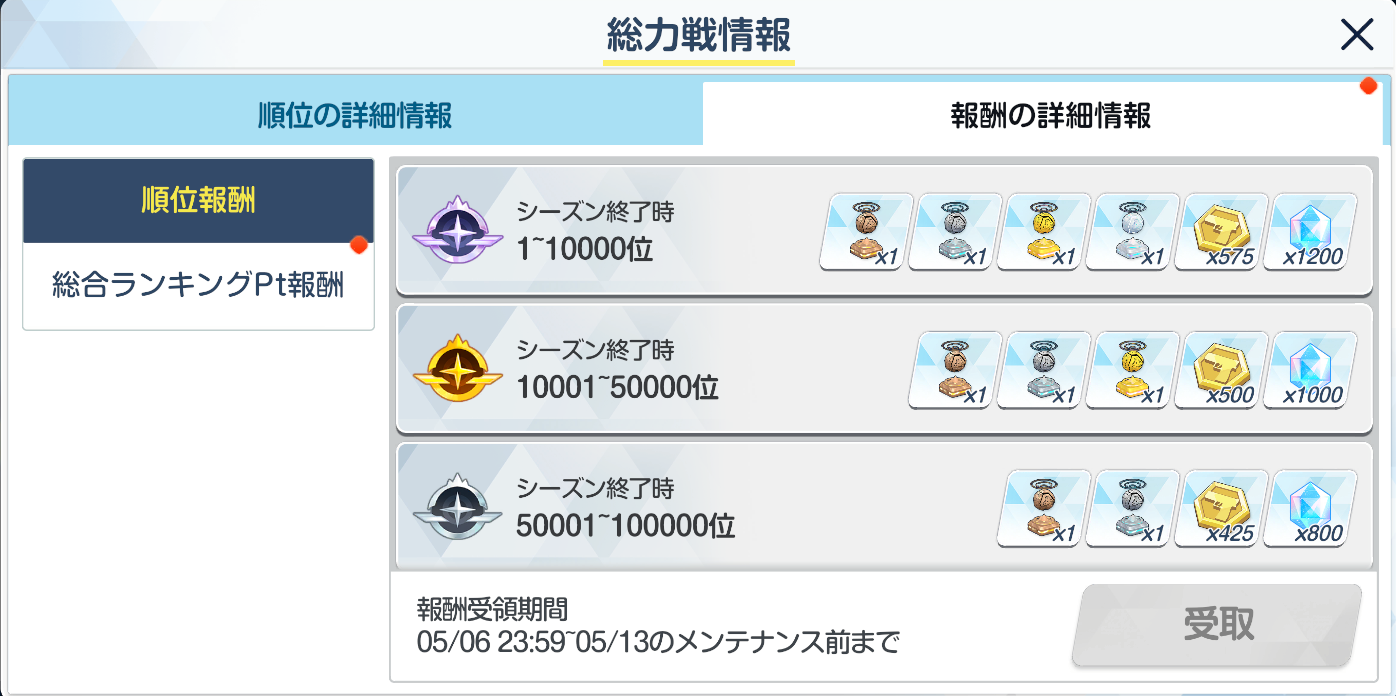 総力戦情報
順位の詳細情報
報酬の詳細情報
順位報酬
総合ランキングPt報酬
シーズン終了時
1~10000位
x1
x1
x1
x1
x575
x1200
シーズン終了時
10001~50000位
x1
x1
x1
x500
x1000
シーズン終了時
50001~100000位
x1
x1
x425
x800
報酬受領期間
05/06 23:59~05/13のメンテナンス前まで
受取